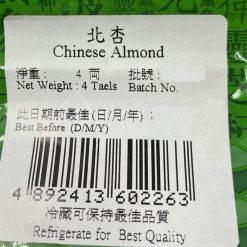 北杏
Chinese Almond
淨重： 4 両 批號：
Net Weight : 4 Taels Batch No.
此日期前最佳 (日/月/年)：
Best Before (D/M/Y)
4 892413 602263
冷藏可保持最佳品質
Refrigerate for Best Quality